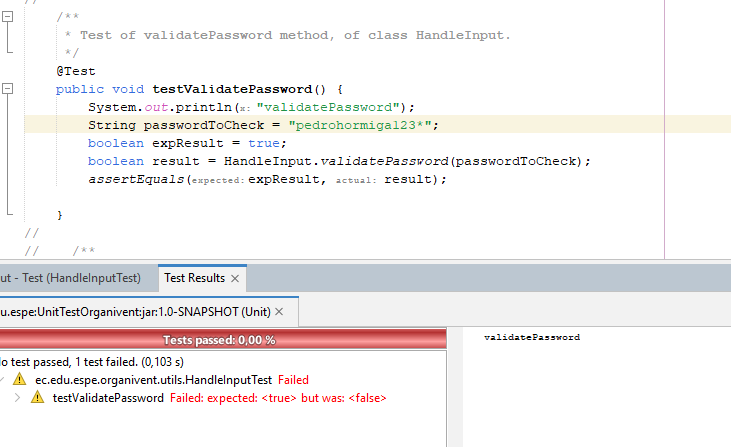 //
/**
* Test of validatePassword method, of class HandleInput.
*/
@Test
public void testValidatePassword() {
System.out.println(x: "validatePassword");
String passwordToCheck = "pedrohormiga123*";
boolean expResult = true;
boolean result = HandleInput.validatePassword(passwordToCheck);
assertEquals(expected: expResult, actual: result);
}
//
// /**
ut - Test (HandleInputTest) Test Results ×
u.espe:UnitTestOrganivent:jar:1.0-SNAPSHOT (Unit) ×
Tests passed: 0,00 %
validatePassword
lo test passed, 1 test failed. (0,103 s)
ec.edu.espe.organivent.utils.HandleInputTest Failed
testValidatePassword Failed: expected: <true> but was: <false>